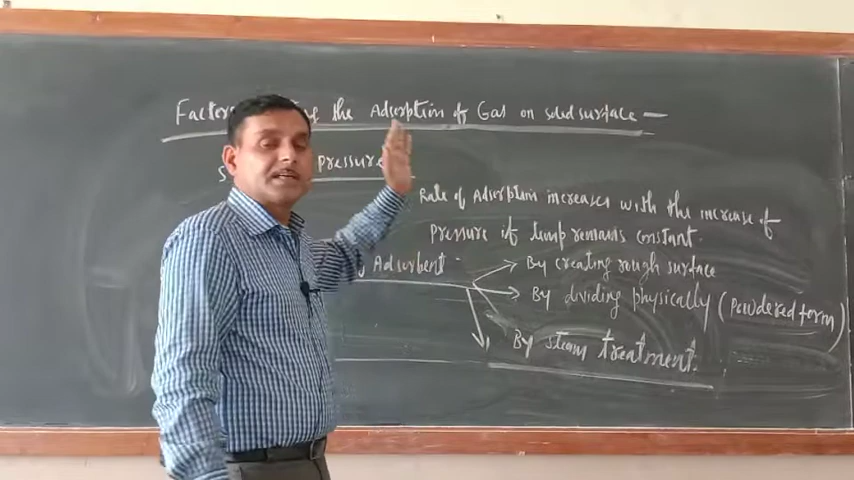 Factors the Adsorption of Gas on solid surface
Pressure
Rate of Adsorption increases with the increase of
Pressure if temp remains constant.
Adsorbent
By creating rough surface
By dividing physically (Powdered form)
By steam treatment